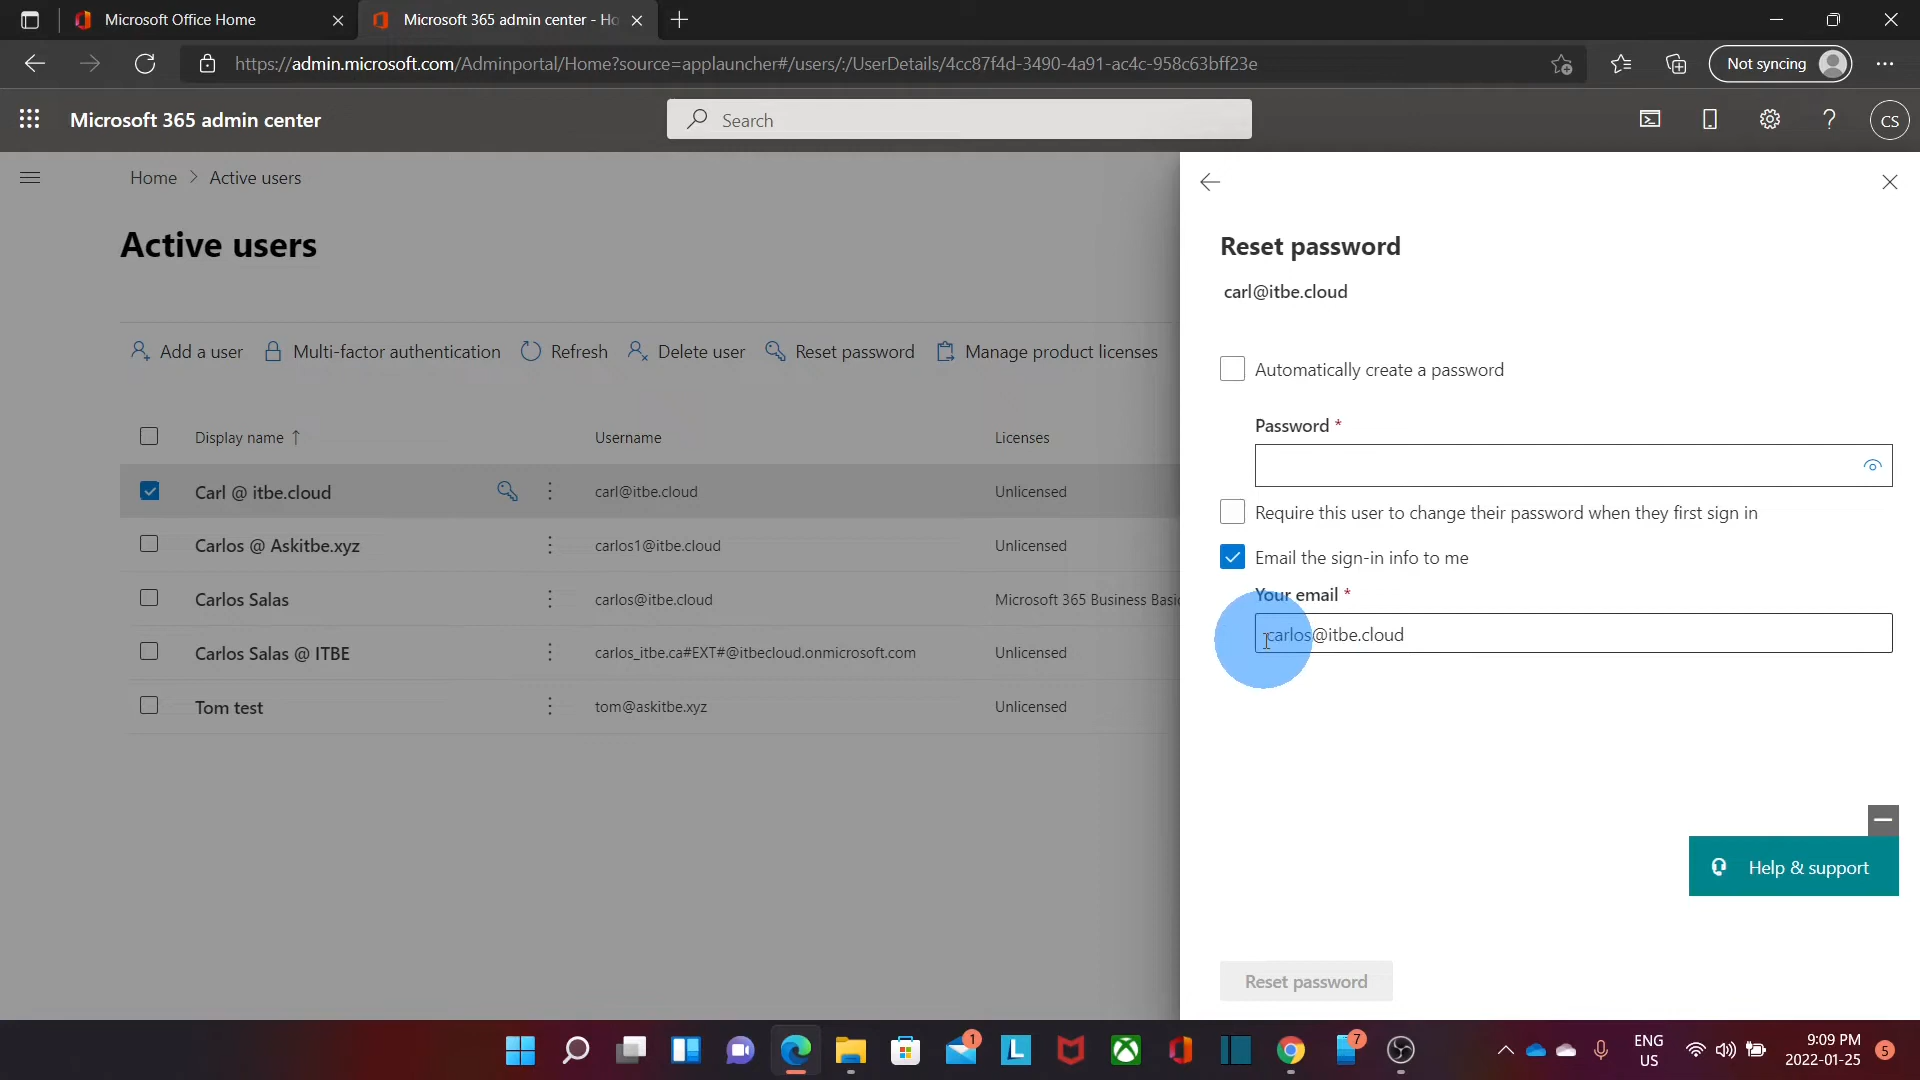 Microsoft Office Home
Microsoft 365 admin center - Ho
https://admin.microsoft.com/Adminportal/Home?source=applauncher#/users/:/UserDetails/4cc87f4d-3490-4a91-ac4c-958c63bff23e
Not syncing
Microsoft 365 admin center
Search
CS
Home > Active users
Active users
Add a user
Multi-factor authentication
Refresh
Delete user
Reset password
Manage product licenses
Display name ↑
Username
Licenses
Carl @ itbe.cloud
carl@itbe.cloud
Unlicensed
Carlos @ Askitbe.xyz
carlos1@itbe.cloud
Unlicensed
Carlos Salas
carlos@itbe.cloud
Microsoft 365 Business Basi
Carlos Salas @ ITBE
carlos_itbe.ca#EXT#@itbecloud.onmicrosoft.com
Unlicensed
Tom test
tom@askitbe.xyz
Unlicensed
Reset password
carl@itbe.cloud
Automatically create a password
Password *
Require this user to change their password when they first sign in
Email the sign-in info to me
Your email *
carlos@itbe.cloud
Help & support
Reset password
1
L
7
ENG
US
9:09 PM
2022-01-25
5